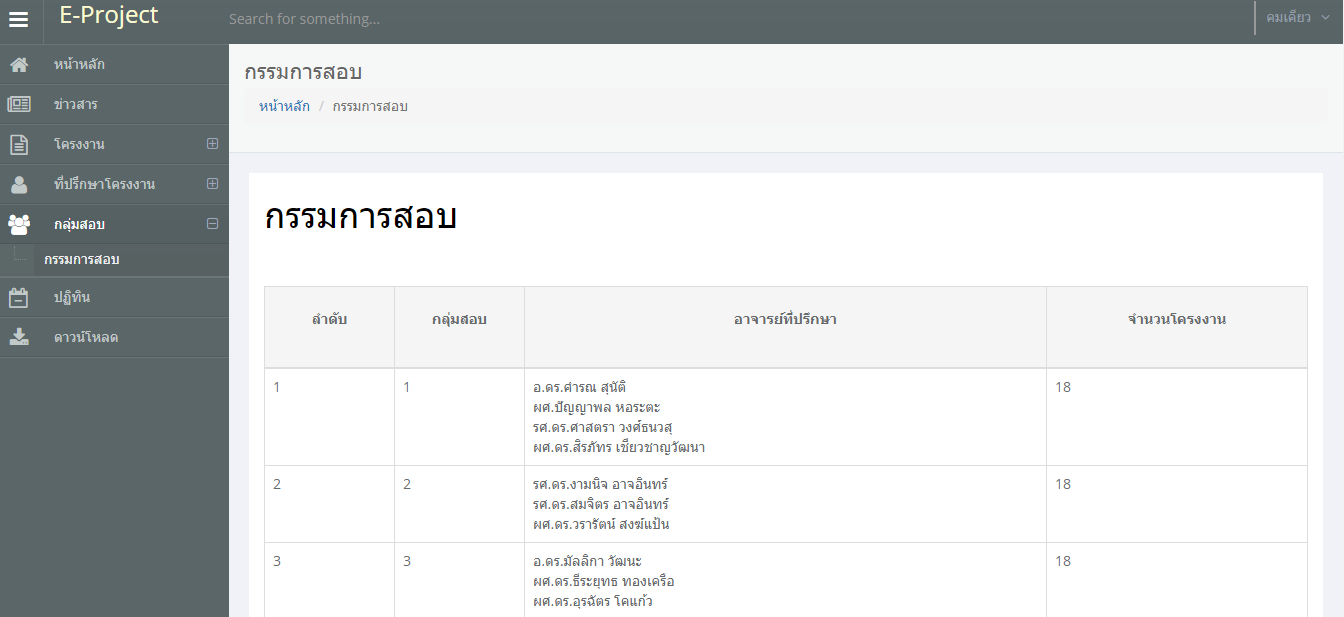 E-Project
Search for something...
คมเคียว
หน้าหลัก
ข่าวสาร
โครงงาน
ที่ปรึกษาโครงงาน
กลุ่มสอบ
กรรมการสอบ
ปฏิทิน
ดาวน์โหลด
กรรมการสอบ
หน้าหลัก / กรรมการสอบ
กรรมการสอบ
ลำดับ กลุ่มสอบ อาจารย์ที่ปรึกษา จำนวนโครงงาน
1 1 อ.ดร.คำรณ สุนัติ 18
ผศ.ปัญญาพล หอระตะ
รศ.ดร.ศาสตรา วงศ์ธนวสุ
ผศ.ดร.สิรภัทร เชี่ยวชาญวัฒนา
2 2 รศ.ดร.งามนิจ อาจอินทร์ 18
รศ.ดร.สมจิตร อาจอินทร์
ผศ.ดร.วรารัตน์ สงฆ์แป้น
3 3 อ.ดร.มัลลิกา วัฒนะ 18
ผศ.ดร.ธีระยุทธ ทองเครือ
ผศ.ดร.อุรฉัตร โคแก้ว